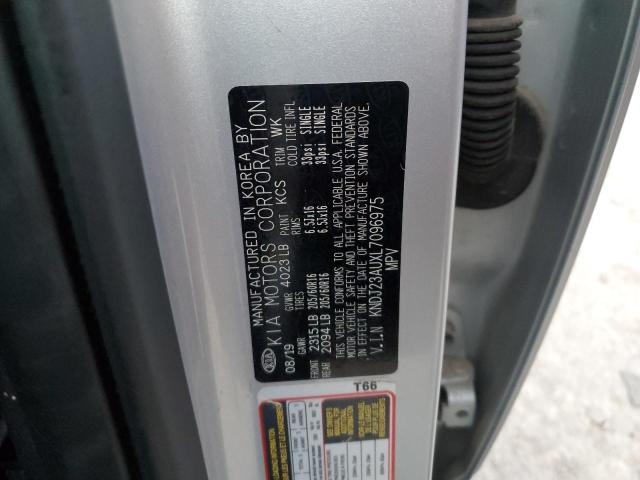 MANUFACTURED IN KOREA BY
KIA MOTORS CORPORATION
08/19 GVWR 4023 LB PAINT KCS TRIM WK
GAWR TIRES RIMS COLD TIRE INFL
FRONT 2315 LB 205/60R16 6.5Jx16 33psi SINGLE
REAR 2094 LB 205/60R16 6.5Jx16 33psi SINGLE
THIS VEHICLE CONFORMS TO ALL APPLICABLE U.S.A. FEDERAL
MOTOR VEHICLE SAFETY AND THEFT PREVENTION STANDARDS
IN EFFECT ON THE DATE OF MANUFACTURE SHOWN ABOVE.
V.I.N KNDJ23AUXL7096975
MPV
KIA
T66